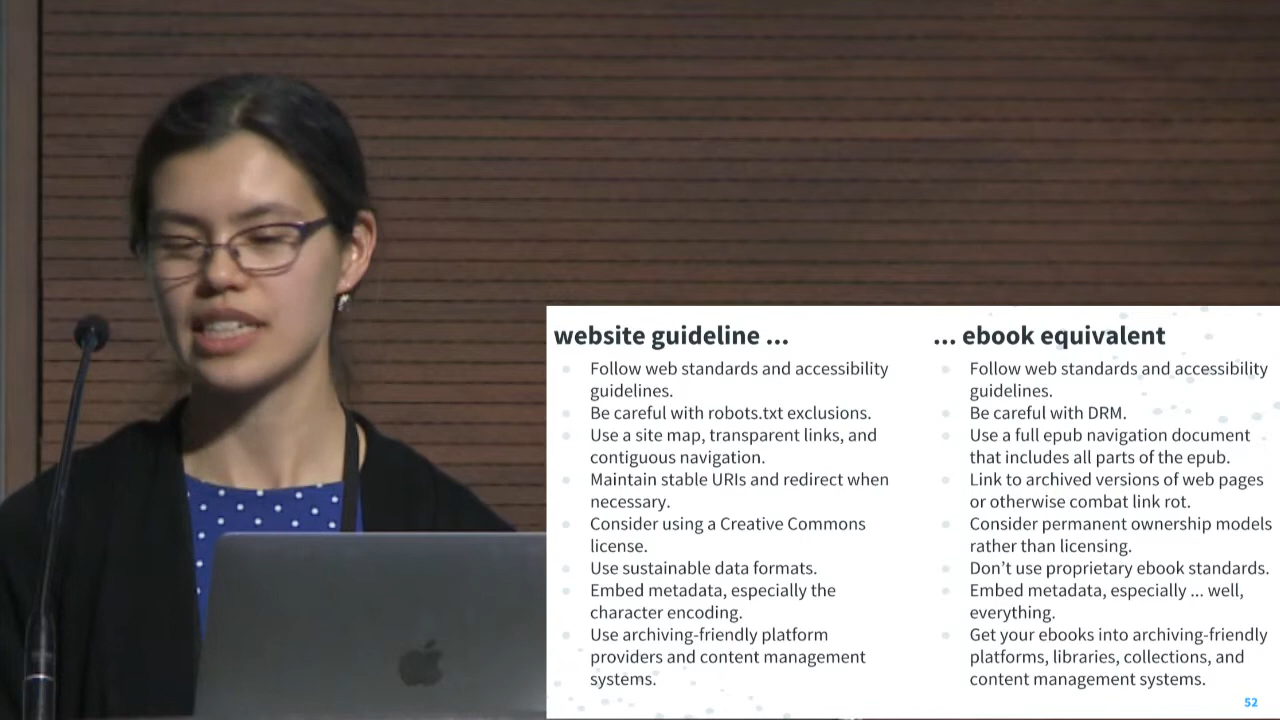 website guideline ...
Follow web standards and accessibility
guidelines.
Be careful with robots.txt exclusions.
Use a site map, transparent links, and
contiguous navigation.
Maintain stable URIs and redirect when
necessary.
Consider using a Creative Commons
license.
Use sustainable data formats.
Embed metadata, especially the
character encoding.
Use archiving-friendly platform
providers and content management
systems.
... ebook equivalent
Follow web standards and accessibility
guidelines.
Be careful with DRM.
Use a full epub navigation document
that includes all parts of the epub.
Link to archived versions of web pages
or otherwise combat link rot.
Consider permanent ownership models
rather than licensing.
Don’t use proprietary ebook standards.
Embed metadata, especially ... well,
everything.
Get your ebooks into archiving-friendly
platforms, libraries, collections, and
content management systems.
52